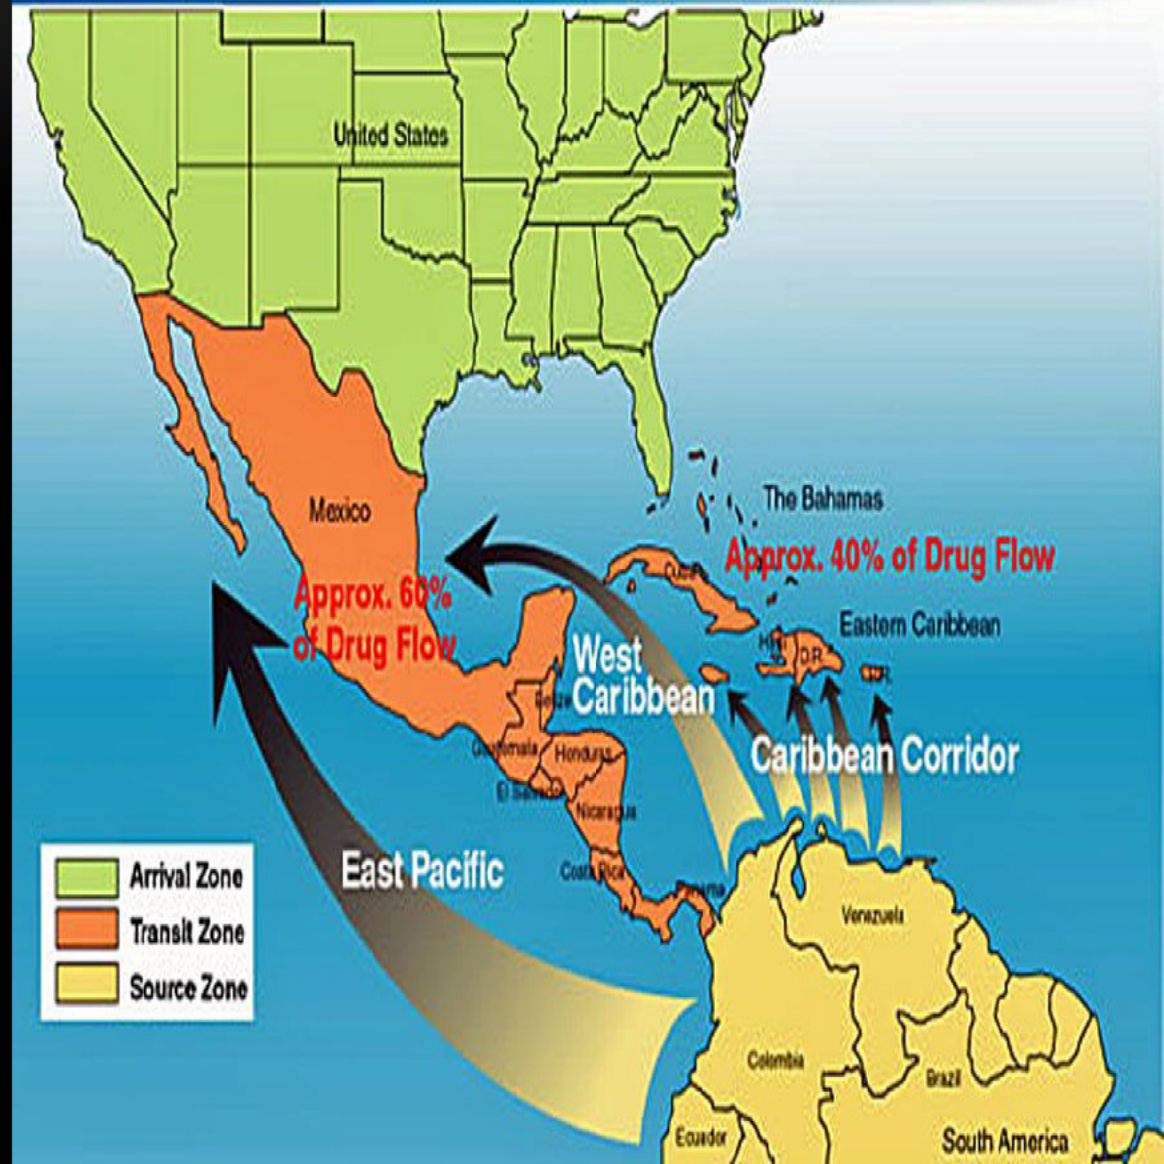 United States
Mexico
The Bahamas
Approx. 40% of Drug Flow
Cuba
Approx. 60%
of Drug Flow
Eastern Caribbean
D.R.
P.R.
West
Caribbean
Belize
Caribbean Corridor
Guatemala
Honduras
El Salvador
Nicaragua
East Pacific
Costa Rica
Panama
Arrival Zone
Transit Zone
Source Zone
Venezuela
Colombia
Brazil
Ecuador
South America